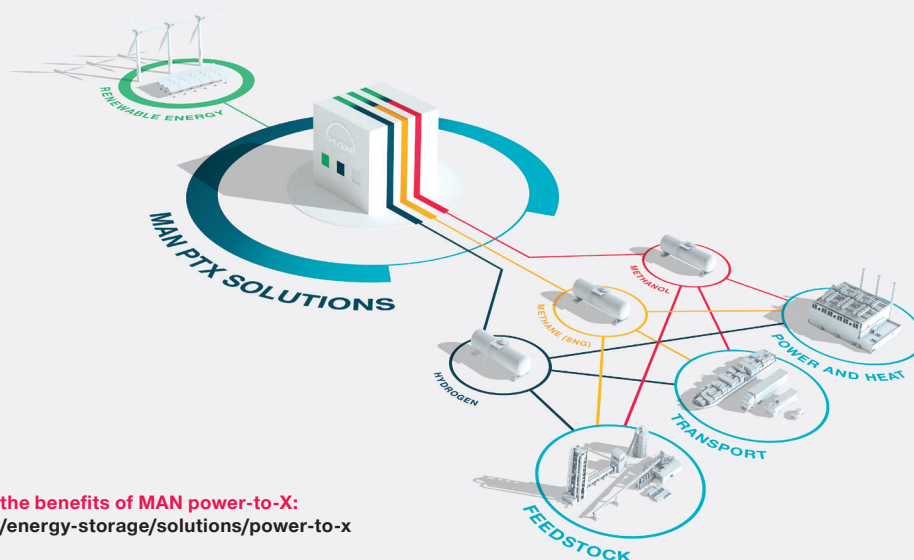 RENEWABLE ENERGY
MAN
MAN PTX SOLUTIONS
METHANOL
METHANE (SNG)
HYDROGEN
POWER AND HEAT
TRANSPORT
FEEDSTOCK
the benefits of MAN power-to-X:
/energy-storage/solutions/power-to-x